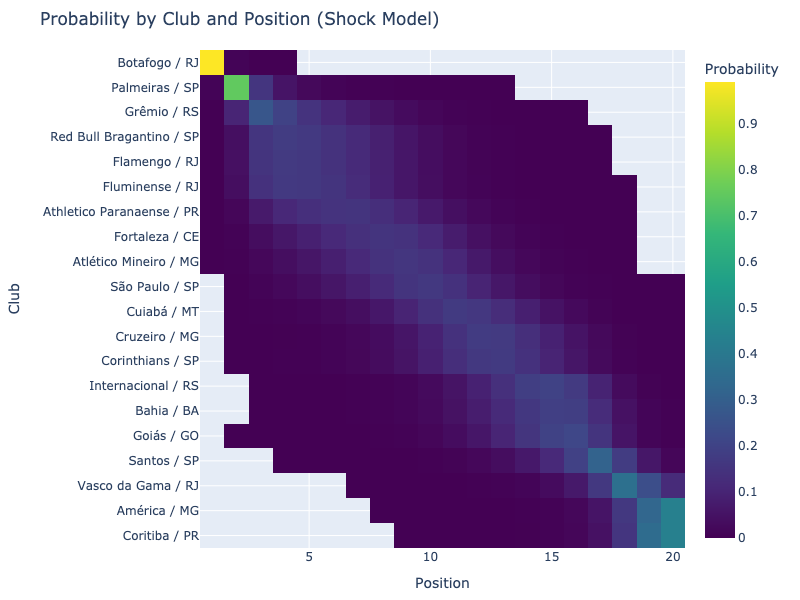 Probability by Club and Position (Shock Model)
Probability
Botafogo / RJ
Palmeiras / SP
Grêmio / RS
Red Bull Bragantino / SP
Flamengo / RJ
Fluminense / RJ
Athletico Paranaense / PR
Fortaleza / CE
Atlético Mineiro / MG
São Paulo / SP
Cuiabá / MT
Cruzeiro / MG
Corinthians / SP
Internacional / RS
Bahia / BA
Goiás / GO
Santos / SP
Vasco da Gama / RJ
América / MG
Coritiba / PR
Club
5
10
15
20
Position
0.9
0.8
0.7
0.6
0.5
0.4
0.3
0.2
0.1
0